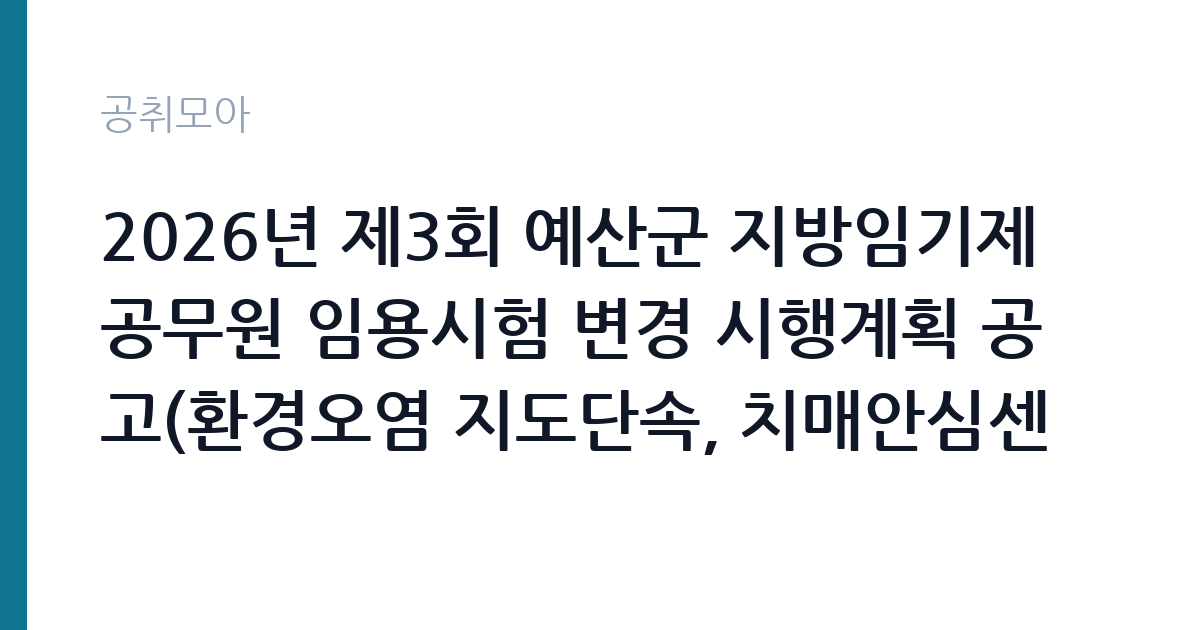 공취모아
2026년 제3회 예산군 지방임기제
공무원 임용시험 변경 시행계획 공
고(환경오염 지도단속, 치매안심센